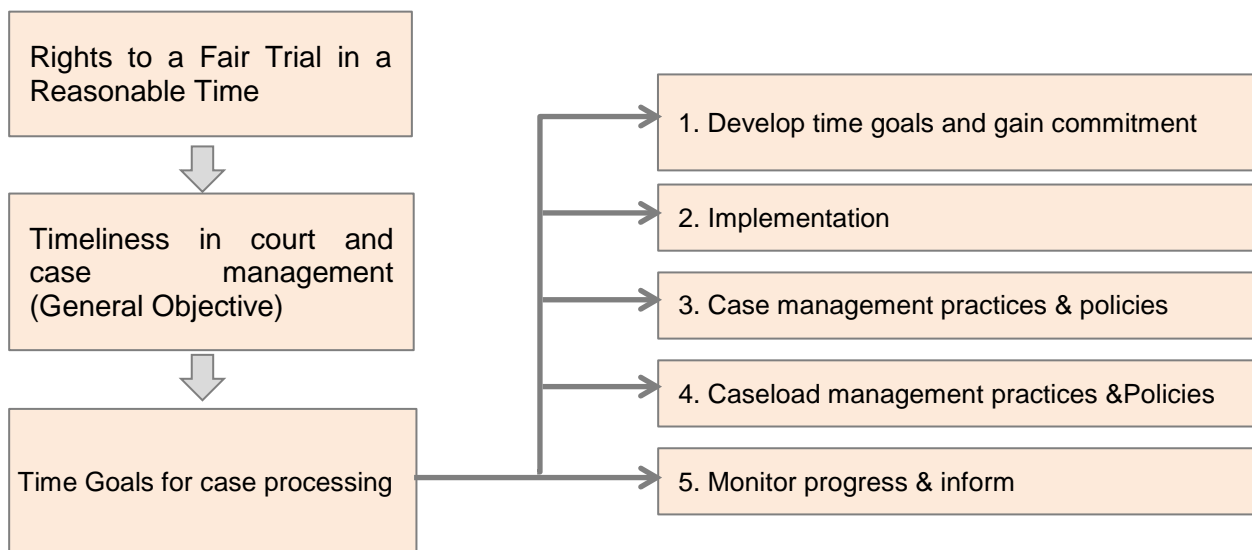 Rights to a Fair Trial in a
Reasonable Time
Timeliness in court and
case management
(General Objective)
Time Goals for case processing
1. Develop time goals and gain commitment
2. Implementation
3. Case management practices & policies
4. Caseload management practices &Policies
5. Monitor progress & inform